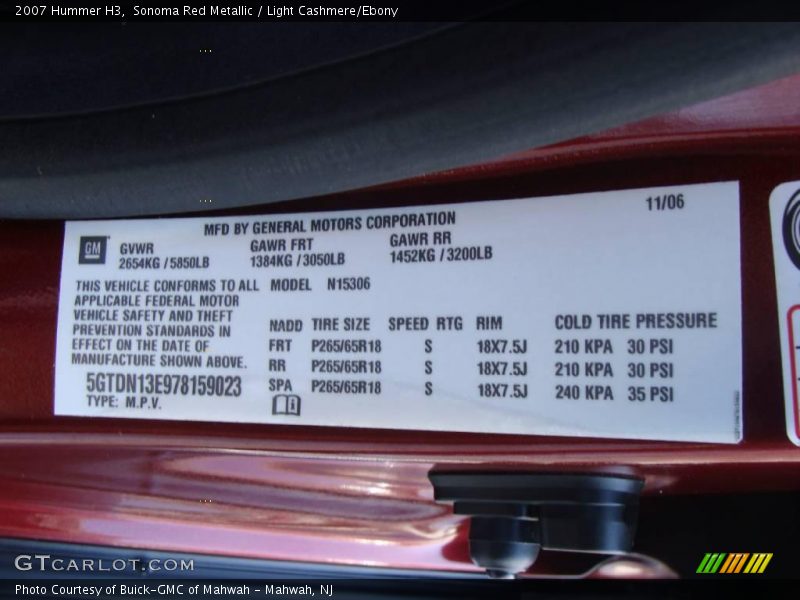 2007 Hummer H3, Sonoma Red Metallic / Light Cashmere/Ebony
11/06
MFD BY GENERAL MOTORS CORPORATION
GM
GVWR GAWR FRT GAWR RR
2654KG / 5850LB 1384KG / 3050LB 1452KG / 3200LB
THIS VEHICLE CONFORMS TO ALL
APPLICABLE FEDERAL MOTOR
VEHICLE SAFETY AND THEFT
PREVENTION STANDARDS IN
EFFECT ON THE DATE OF
MANUFACTURE SHOWN ABOVE.
5GTDN13E978159023
TYPE: M.P.V.
MODEL N15306
NADD TIRE SIZE SPEED RTG RIM COLD TIRE PRESSURE
FRT P265/65R18 S 18X7.5J 210 KPA 30 PSI
RR P265/65R18 S 18X7.5J 210 KPA 30 PSI
SPA P265/65R18 S 18X7.5J 240 KPA 35 PSI
GTCARLOT.COM
Photo Courtesy of Buick-GMC of Mahwah - Mahwah, NJ